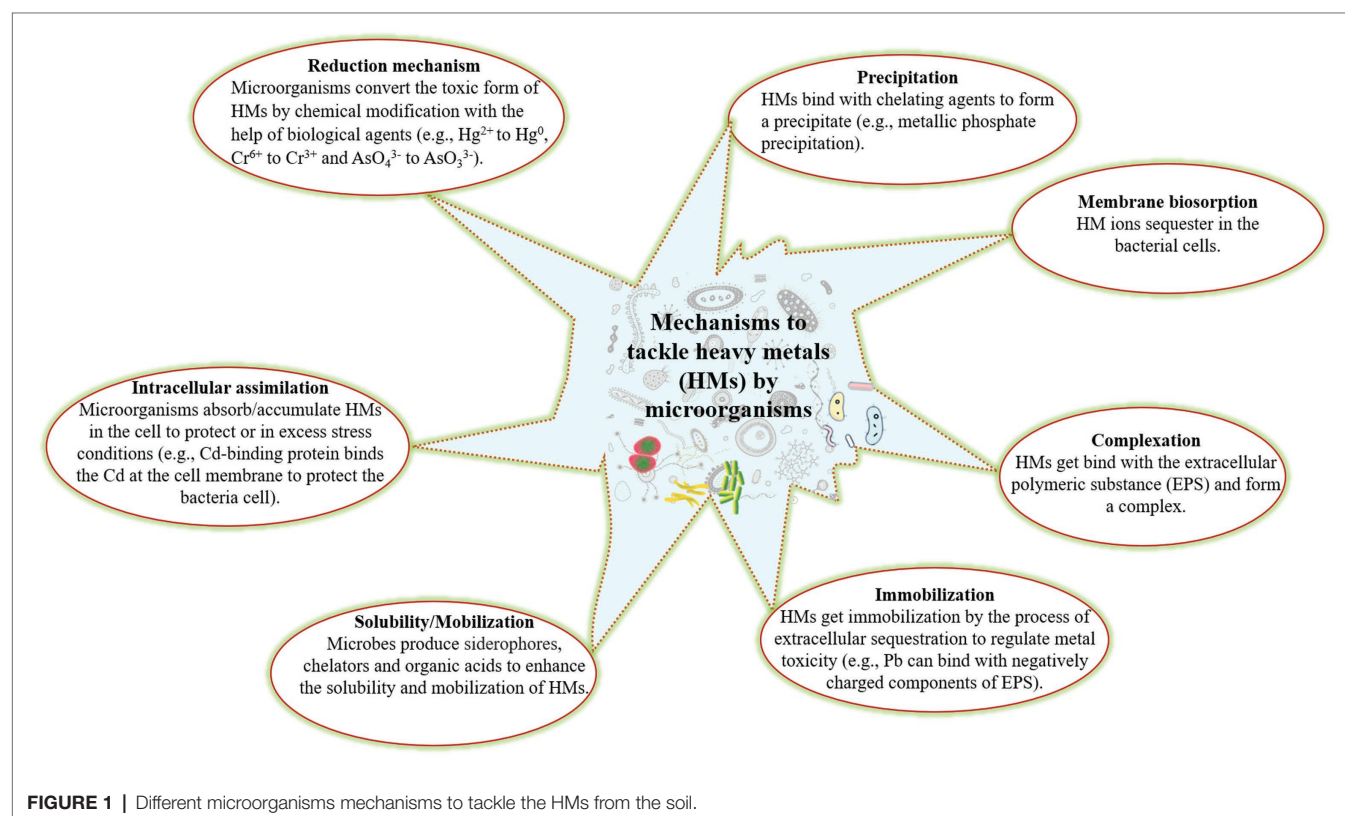 Reduction mechanism
Microorganisms convert the toxic form of
HMs by chemical modification with the
help of biological agents (e.g., Hg²⁺ to Hg⁰,
Cr⁶⁺ to Cr³⁺ and AsO₄³⁻ to AsO₃³⁻).
Precipitation
HMs bind with chelating agents to form
a precipitate (e.g., metallic phosphate
precipitation).
Membrane biosorption
HM ions sequester in the
bacterial cells.
Mechanisms to
tackle heavy metals
(HMs) by
microorganisms
Intracellular assimilation
Microorganisms absorb/accumulate HMs
in the cell to protect or in excess stress
conditions (e.g., Cd-binding protein binds
the Cd at the cell membrane to protect the
bacteria cell).
Complexation
HMs get bind with the extracellular
polymeric substance (EPS) and form
a complex.
Solubility/Mobilization
Microbes produce siderophores,
chelators and organic acids to enhance
the solubility and mobilization of HMs.
Immobilization
HMs get immobilization by the process of
extracellular sequestration to regulate metal
toxicity (e.g., Pb can bind with negatively
charged components of EPS).
FIGURE 1 | Different microorganisms mechanisms to tackle the HMs from the soil.